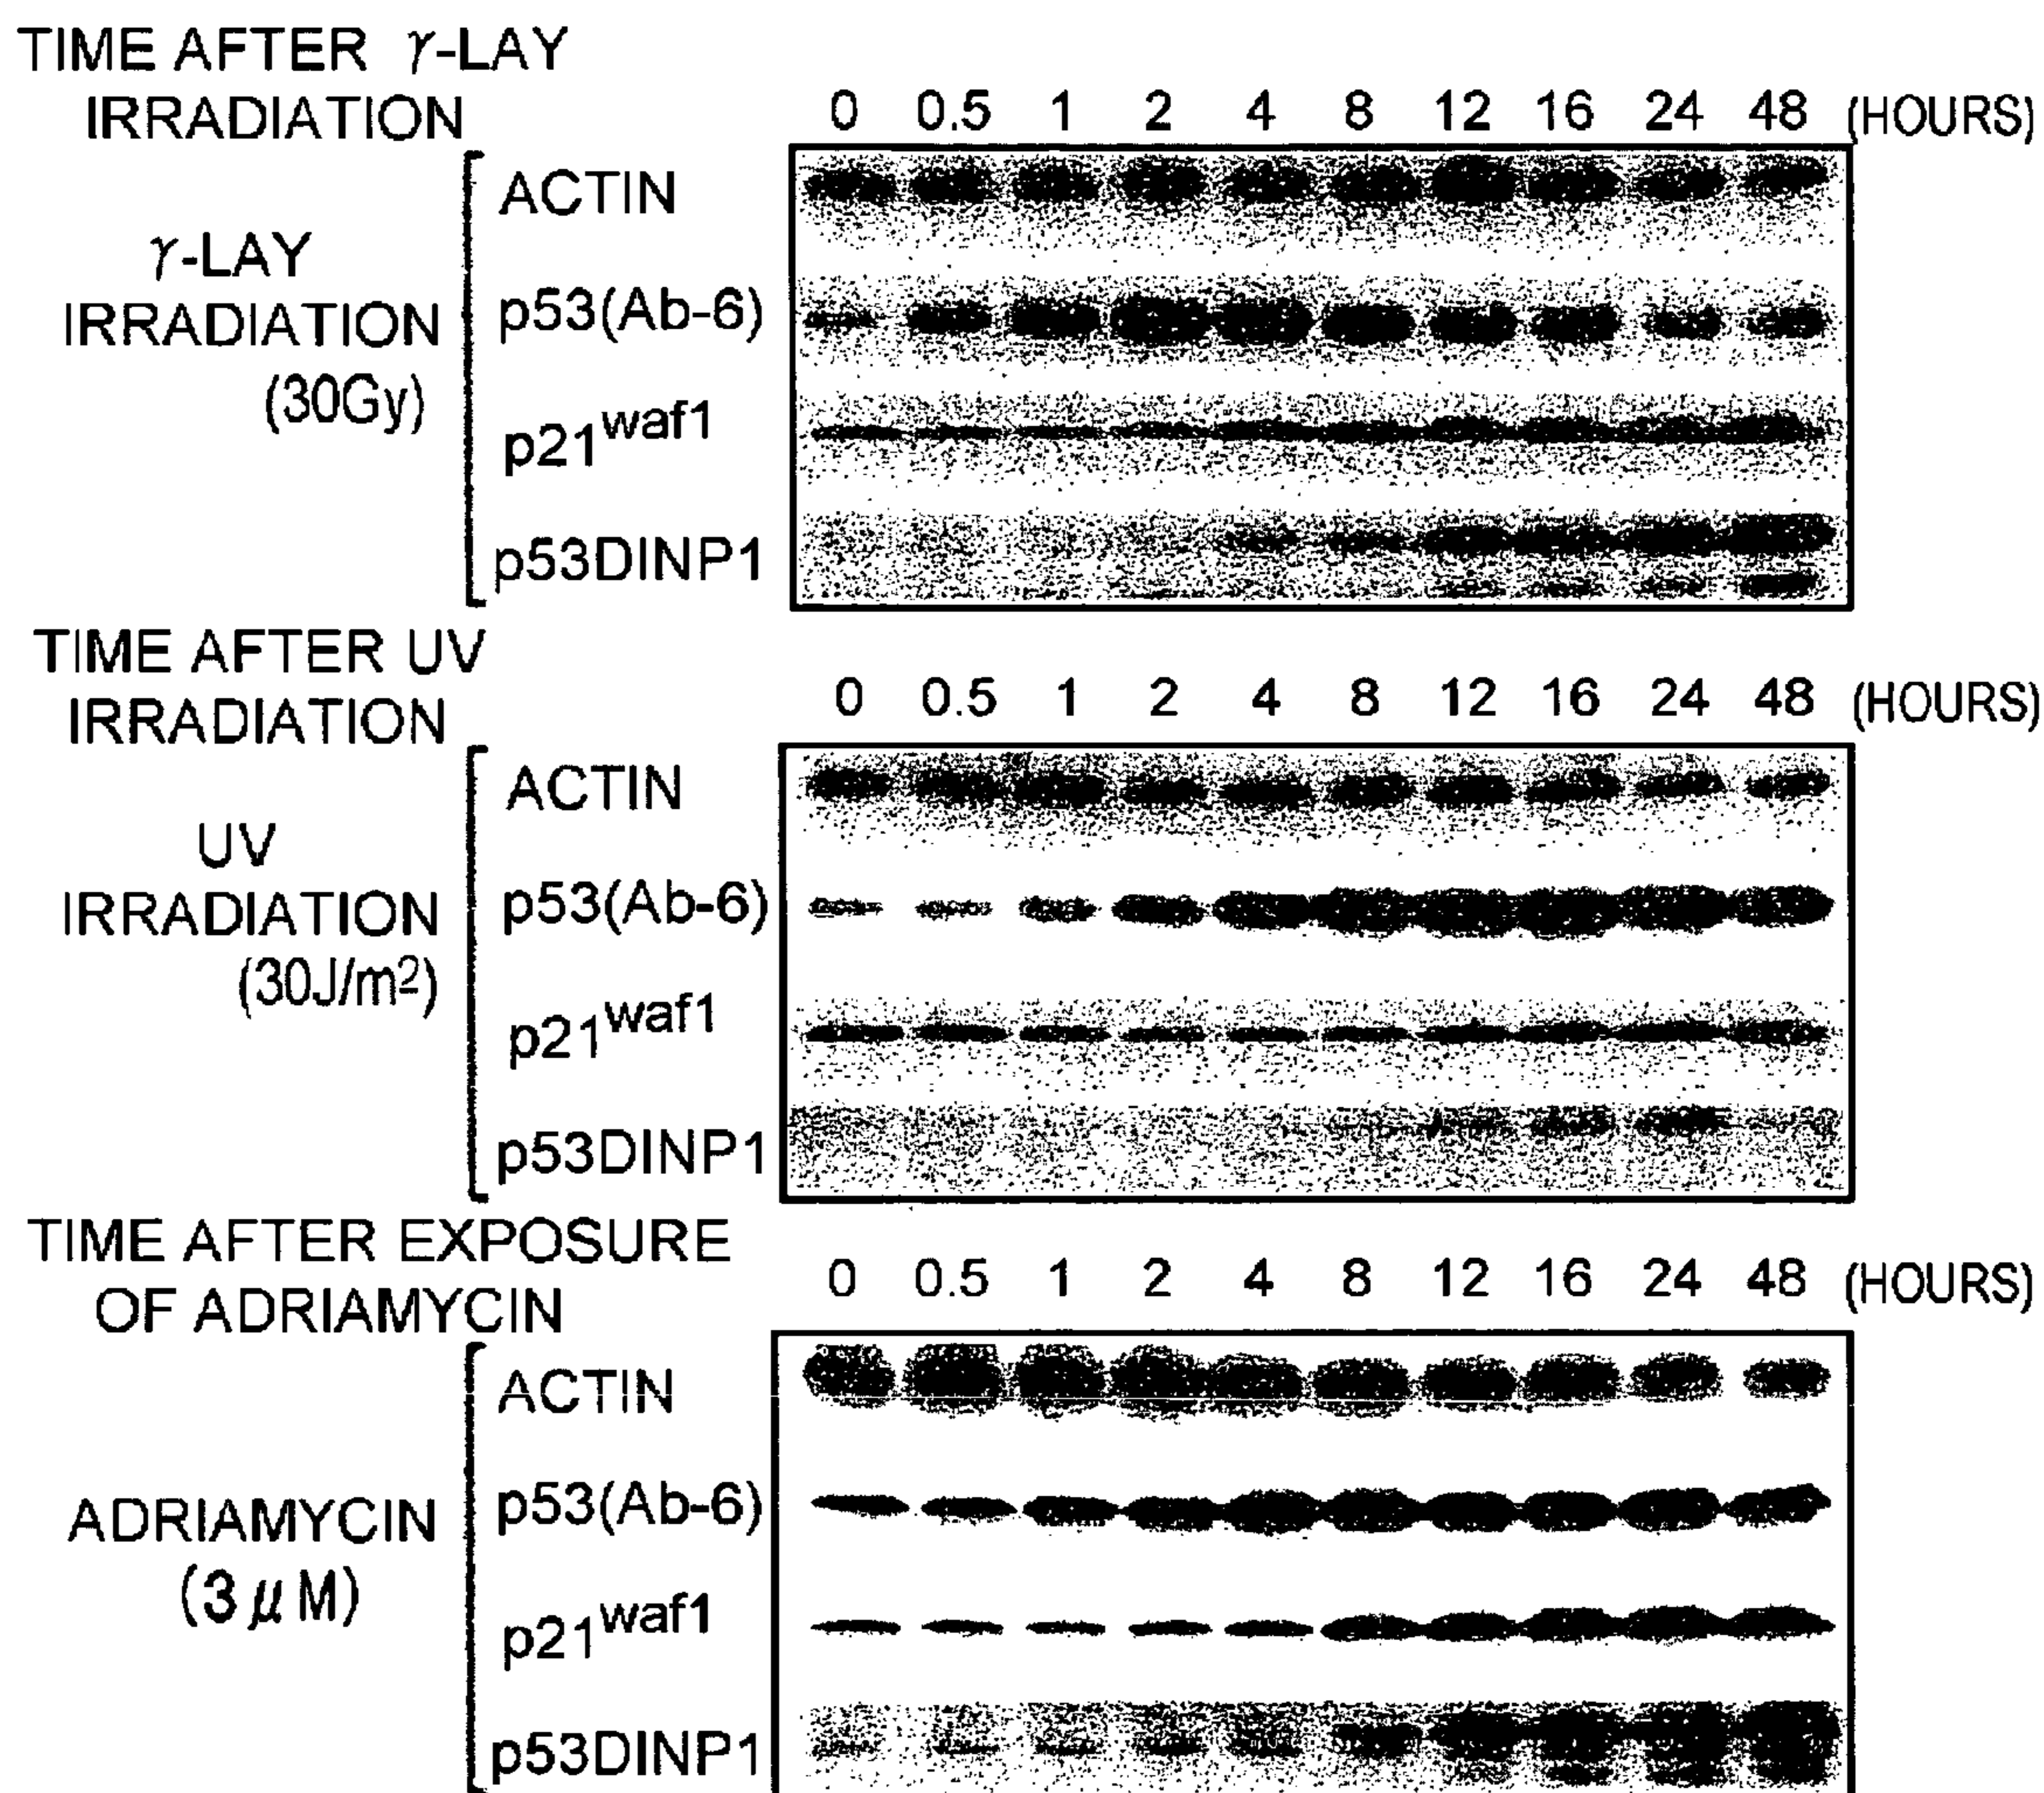 TIME AFTER γ-LAY
IRRADIATION
0 0.5 1 2 4 8 12 16 24 48 (HOURS)
γ-LAY
IRRADIATION
(30Gy)
ACTIN
p53(Ab-6)
p21waf1
p53DINP1
TIME AFTER UV
IRRADIATION
0 0.5 1 2 4 8 12 16 24 48 (HOURS)
UV
IRRADIATION
(30J/m²)
ACTIN
p53(Ab-6)
p21waf1
p53DINP1
TIME AFTER EXPOSURE
OF ADRIAMYCIN
0 0.5 1 2 4 8 12 16 24 48 (HOURS)
ADRIAMYCIN
(3μM)
ACTIN
p53(Ab-6)
p21waf1
p53DINP1